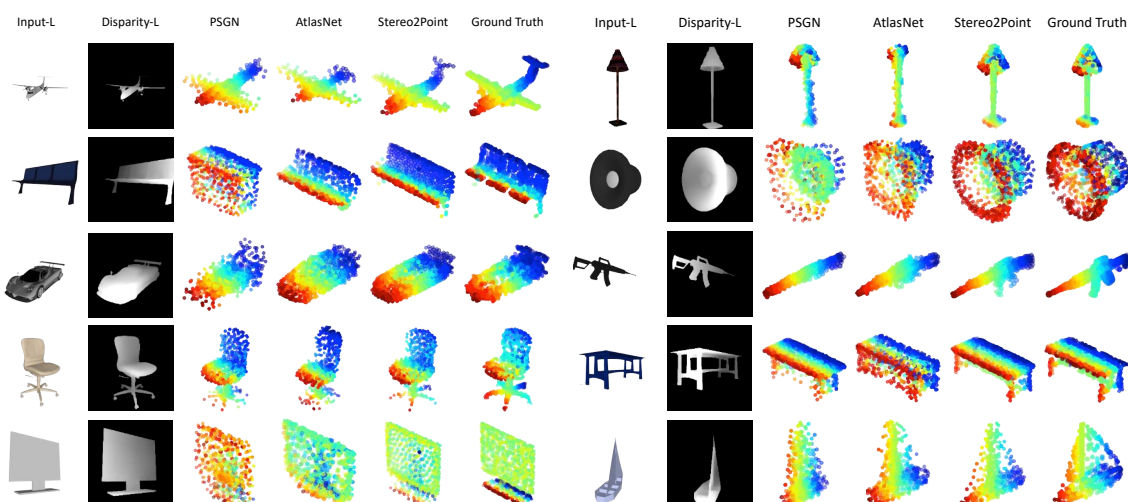 Input-L Disparity-L PSGN AtlasNet Stereo2Point Ground Truth Input-L Disparity-L PSGN AtlasNet Stereo2Point Ground Truth